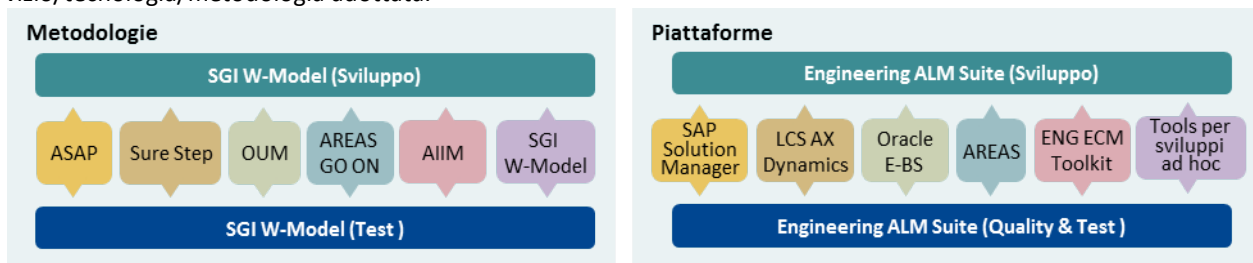 Metodologie
SGI W-Model (Sviluppo)
ASAP
Sure Step
OUM
AREAS
GO ON
AIIM
SGI
W-Model
SGI W-Model (Test )
Piattaforme
Engineering ALM Suite (Sviluppo)
SAP
Solution
Manager
LCS AX
Dynamics
Oracle
E-BS
AREAS
ENG ECM
Toolkit
Tools per
sviluppi
ad hoc
Engineering ALM Suite (Quality & Test )